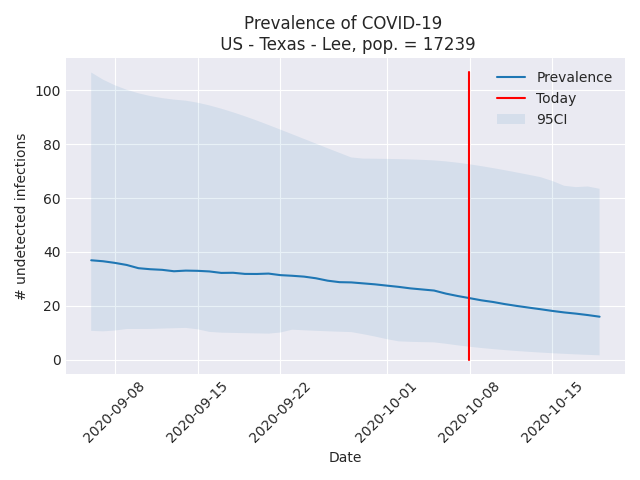 Prevalence of COVID-19
US - Texas - Lee, pop. = 17239
Prevalence
Today
95CI
# undetected infections
100
80
60
40
20
0
2020-09-08
2020-09-15
2020-09-22
2020-10-01
2020-10-08
2020-10-15
Date